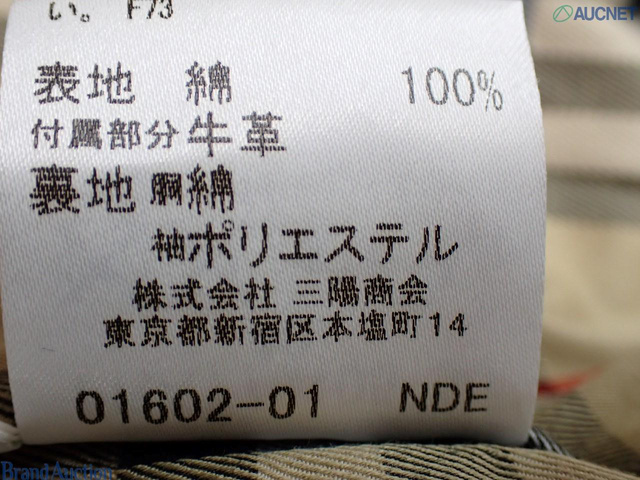 い。 F73
AUCNET
表地 綿 100%
付属部分 牛革
裏地 胴綿
袖ポリエステル
株式会社 三陽商会
東京都新宿区本塩町14
01602-01 NDE
Brand Auction